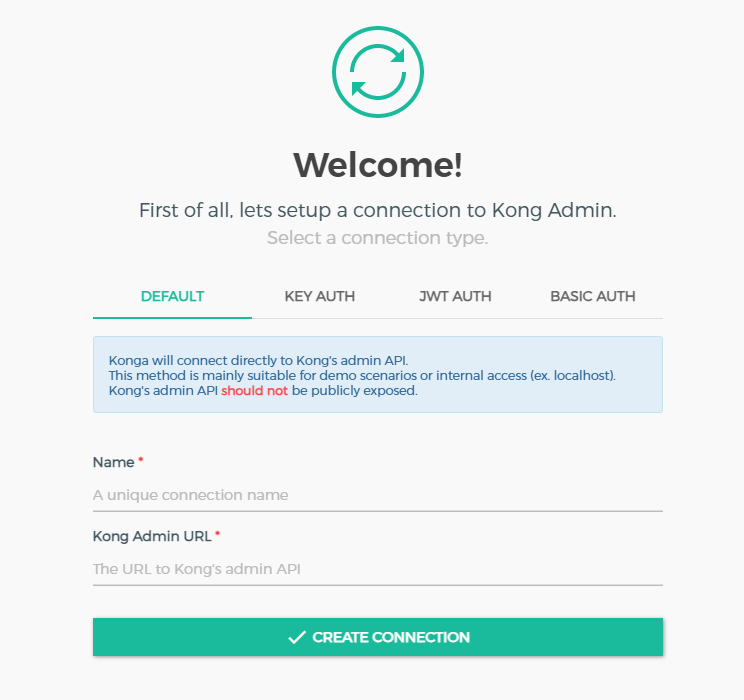 Welcome!
First of all, lets setup a connection to Kong Admin.
Select a connection type.
DEFAULT KEY AUTH JWT AUTH BASIC AUTH
Konga will connect directly to Kong's admin API.
This method is mainly suitable for demo scenarios or internal access (ex. localhost).
Kong's admin API should not be publicly exposed.
Name *
A unique connection name
Kong Admin URL *
The URL to Kong's admin API
CREATE CONNECTION